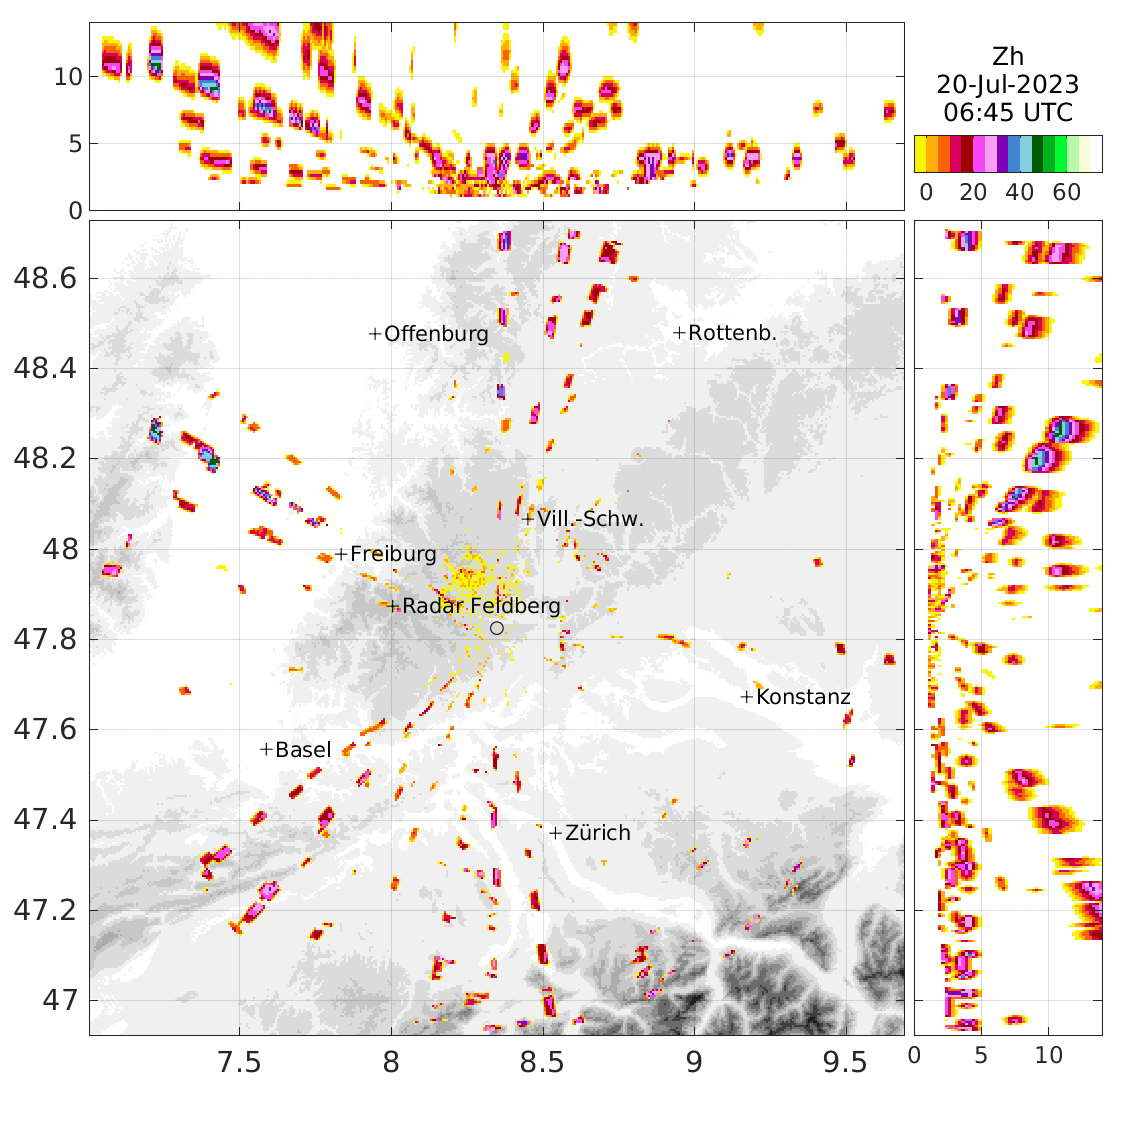 10
5
0
Zh
20-Jul-2023
06:45 UTC
0 20 40 60
48.6
48.4
48.2
48
47.8
47.6
47.4
47.2
47
+Offenburg
+Rottenb.
+Vill.-Schw.
+Freiburg
+Radar Feldberg
+Konstanz
+Basel
+Zürich
7.5 8 8.5 9 9.5
0 5 10